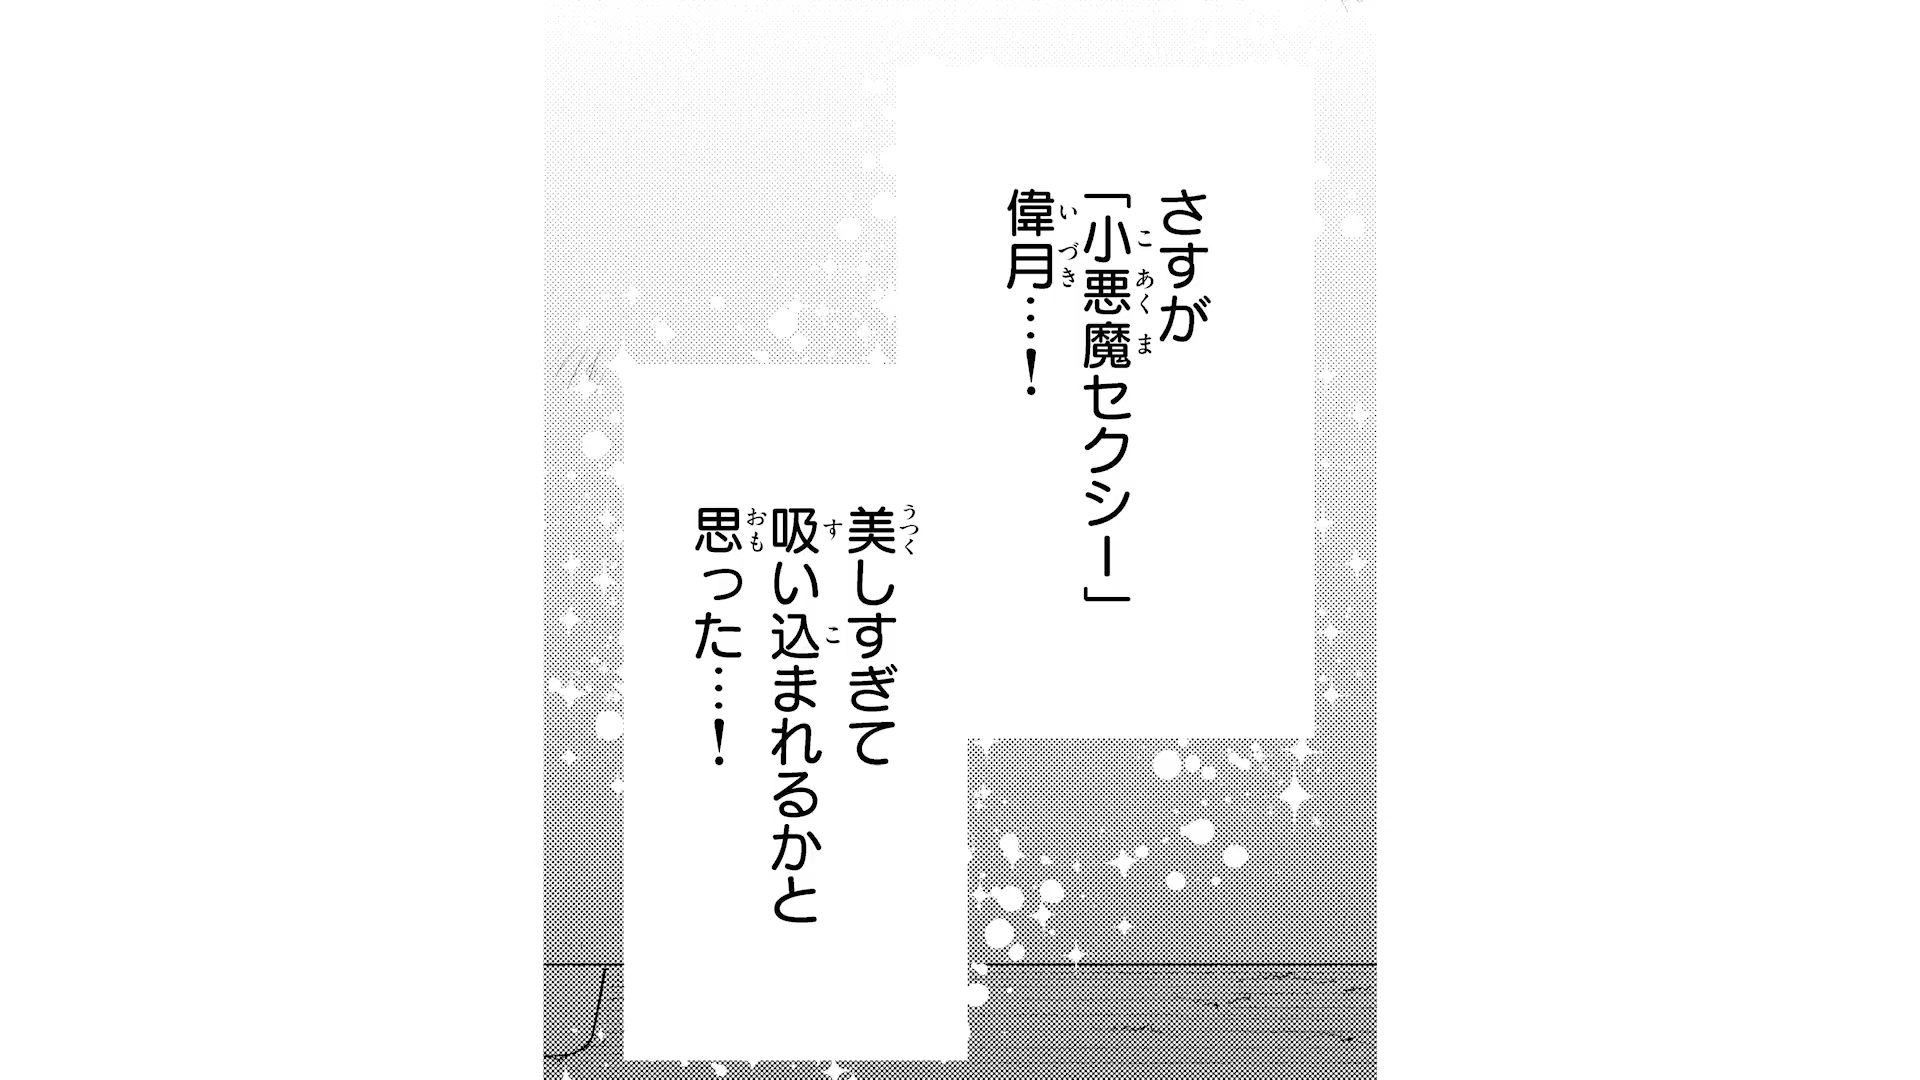 さすが
「小悪魔セクシー」
偉月…！
美しすぎて
吸い込まれるかと
思った…！